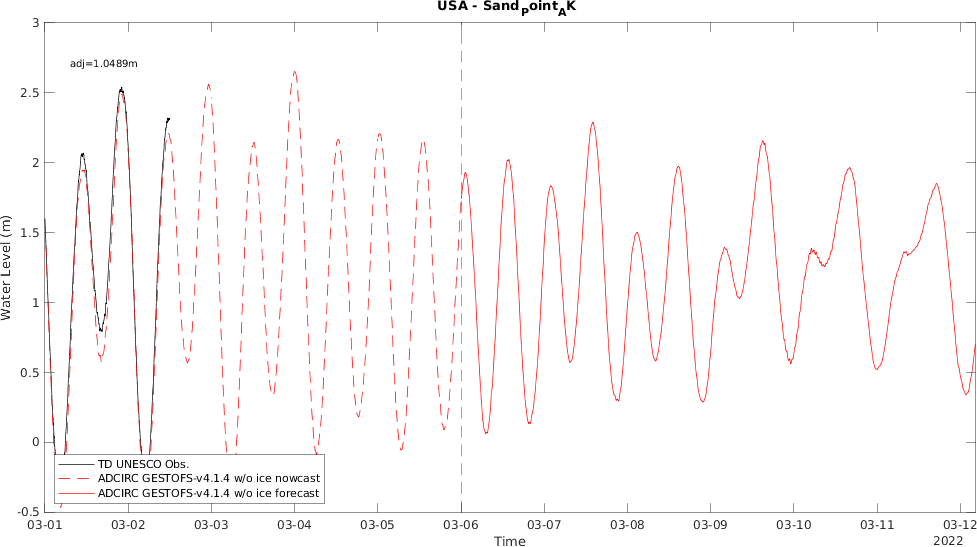 USA - Sand_Point_AK
3
adj=1.0489m
2.5
2
1.5
1
0.5
0
-0.5
Water Level (m)
TD UNESCO Obs.
ADCIRC GESTOFS-v4.1.4 w/o ice nowcast
ADCIRC GESTOFS-v4.1.4 w/o ice forecast
03-01 03-02 03-03 03-04 03-05 03-06 03-07 03-08 03-09 03-10 03-11 03-12
Time
2022